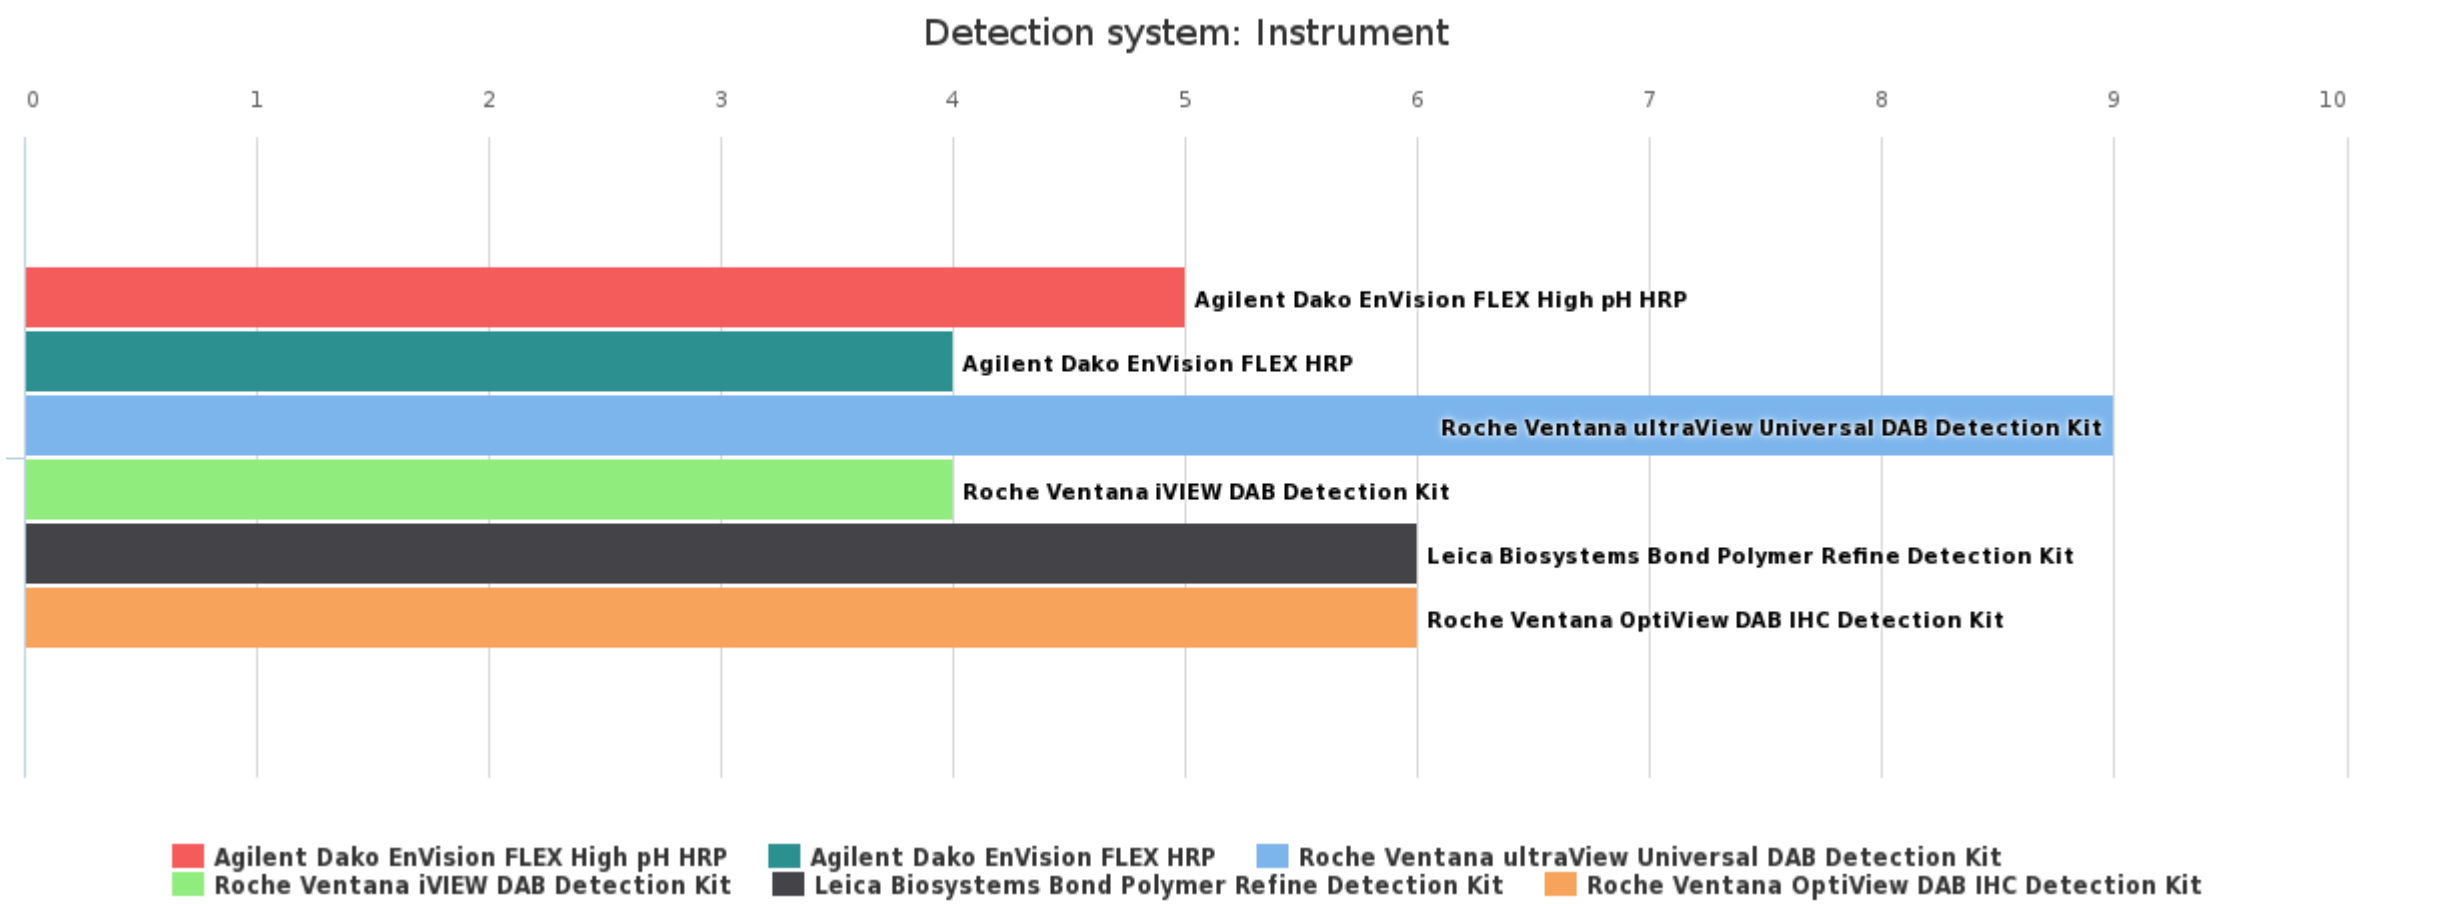 Detection system: Instrument
0 1 2 3 4 5 6 7 8 9 10
Agilent Dako EnVision FLEX High pH HRP
Agilent Dako EnVision FLEX HRP
Roche Ventana ultraView Universal DAB Detection Kit
Roche Ventana iVIEW DAB Detection Kit
Leica Biosystems Bond Polymer Refine Detection Kit
Roche Ventana OptiView DAB IHC Detection Kit
Agilent Dako EnVision FLEX High pH HRP Agilent Dako EnVision FLEX HRP Roche Ventana ultraView Universal DAB Detection Kit
Roche Ventana iVIEW DAB Detection Kit Leica Biosystems Bond Polymer Refine Detection Kit Roche Ventana OptiView DAB IHC Detection Kit